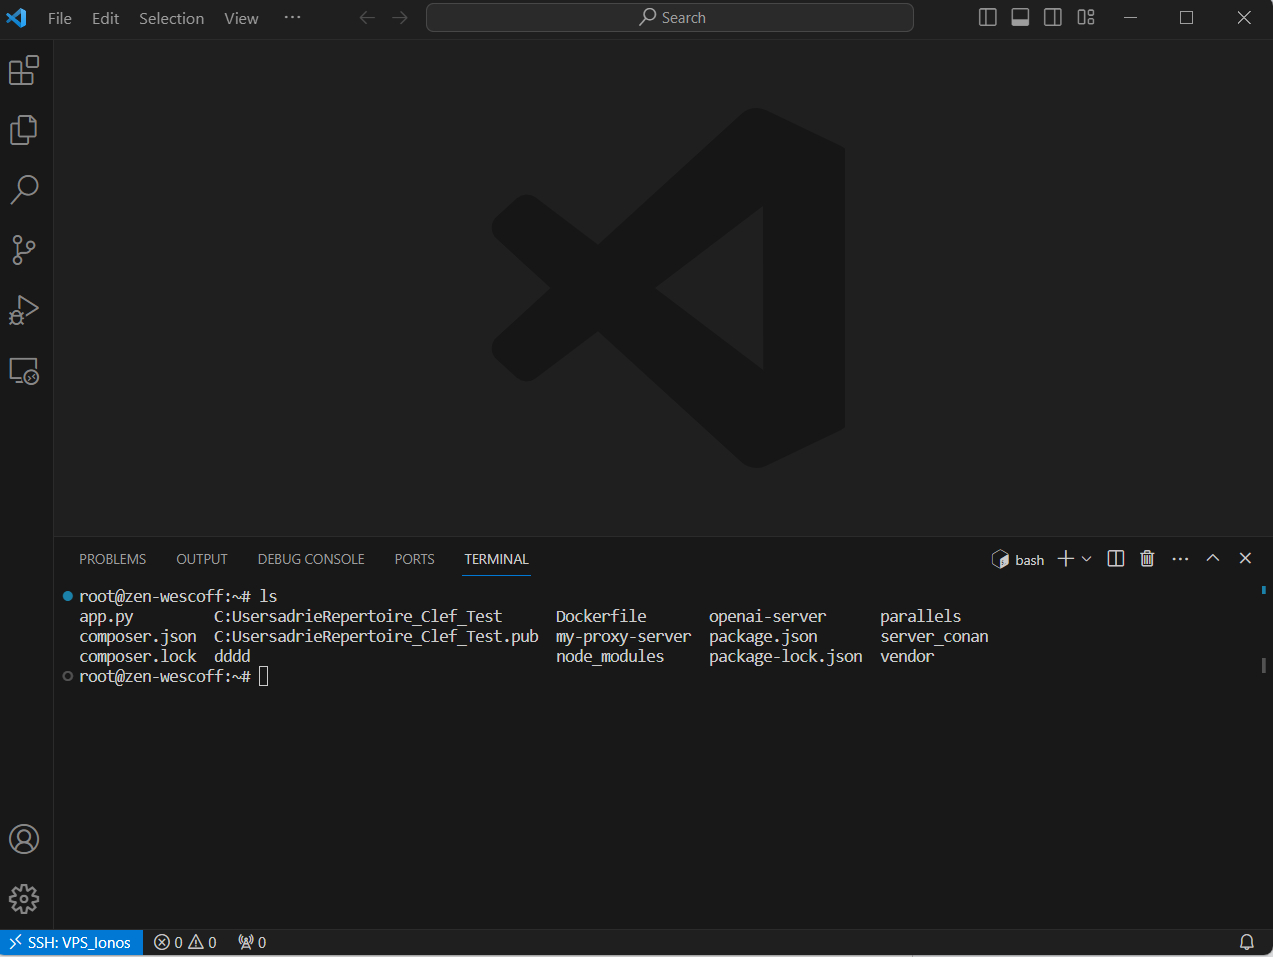 File Edit Selection View ··· Search
PROBLEMS OUTPUT DEBUG CONSOLE PORTS TERMINAL bash
root@zen-wescoff:~# ls
app.py C:UsersadrieRepertoire_Clef_Test Dockerfile openai-server parallels
composer.json C:UsersadrieRepertoire_Clef_Test.pub my-proxy-server package.json server_conan
composer.lock dddd node_modules package-lock.json vendor
root@zen-wescoff:~#
SSH: VPS_Ionos 0 0 0